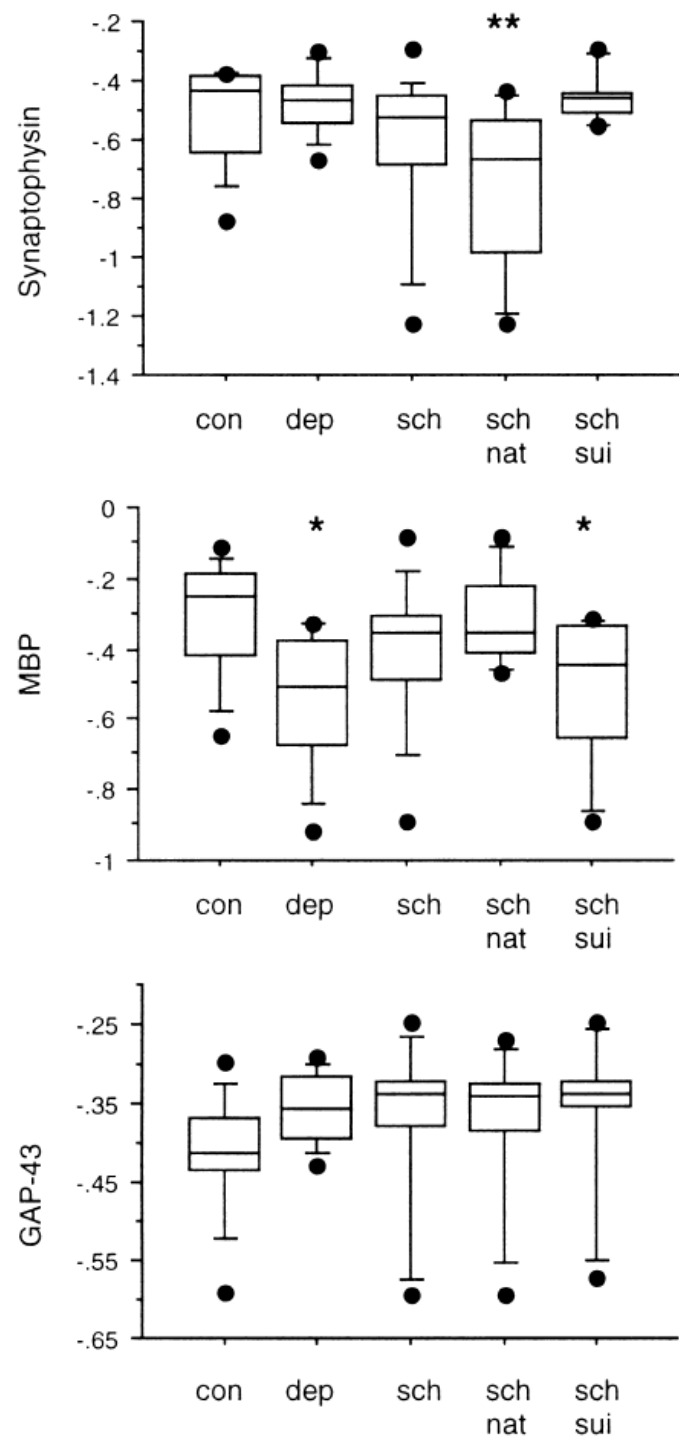 Synaptophysin
-.2
-.4
-.6
-.8
-1
-1.2
-1.4
**
con dep sch sch sch
nat sui
MBP
0
-.2
-.4
-.6
-.8
-1
* *
con dep sch sch sch
nat sui
GAP-43
-.25
-.35
-.45
-.55
-.65
con dep sch sch sch
nat sui